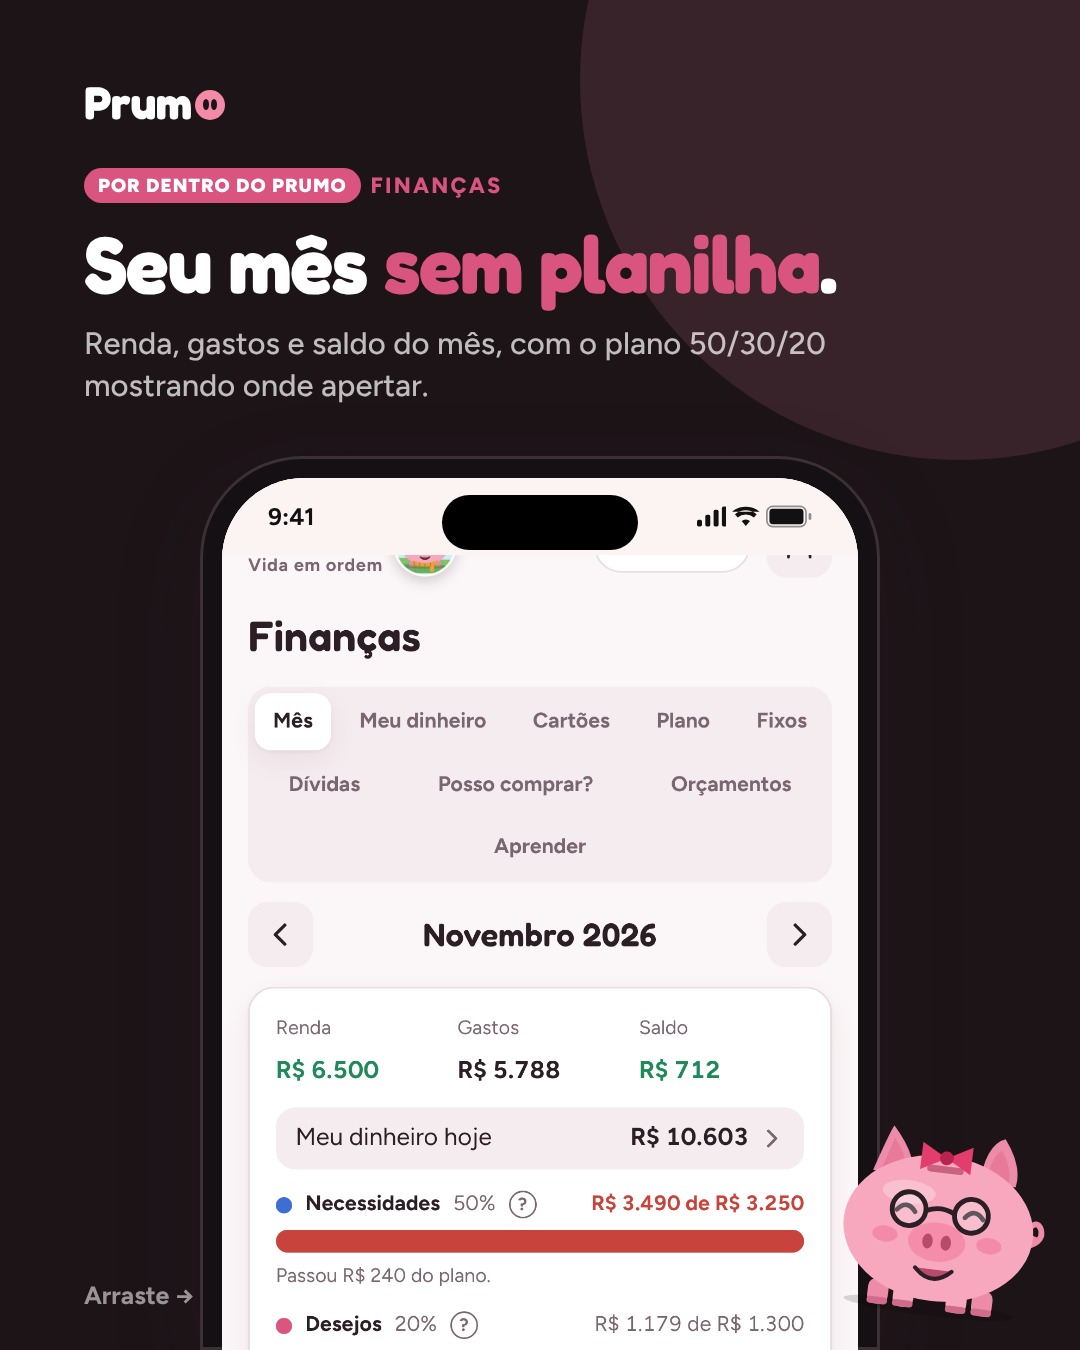 Prumo
POR DENTRO DO PRUMO FINANÇAS
Seu mês sem planilha.
Renda, gastos e saldo do mês, com o plano 50/30/20
mostrando onde apertar.
9:41
Vida em ordem
Finanças
Mês Meu dinheiro Cartões Plano Fixos
Dívidas Posso comprar? Orçamentos
Aprender
Novembro 2026
Renda Gastos Saldo
R$ 6.500 R$ 5.788 R$ 712
Meu dinheiro hoje R$ 10.603
Necessidades 50% ? R$ 3.490 de R$ 3.250
Passou R$ 240 do plano.
Arraste →
Desejos 20% ? R$ 1.179 de R$ 1.300